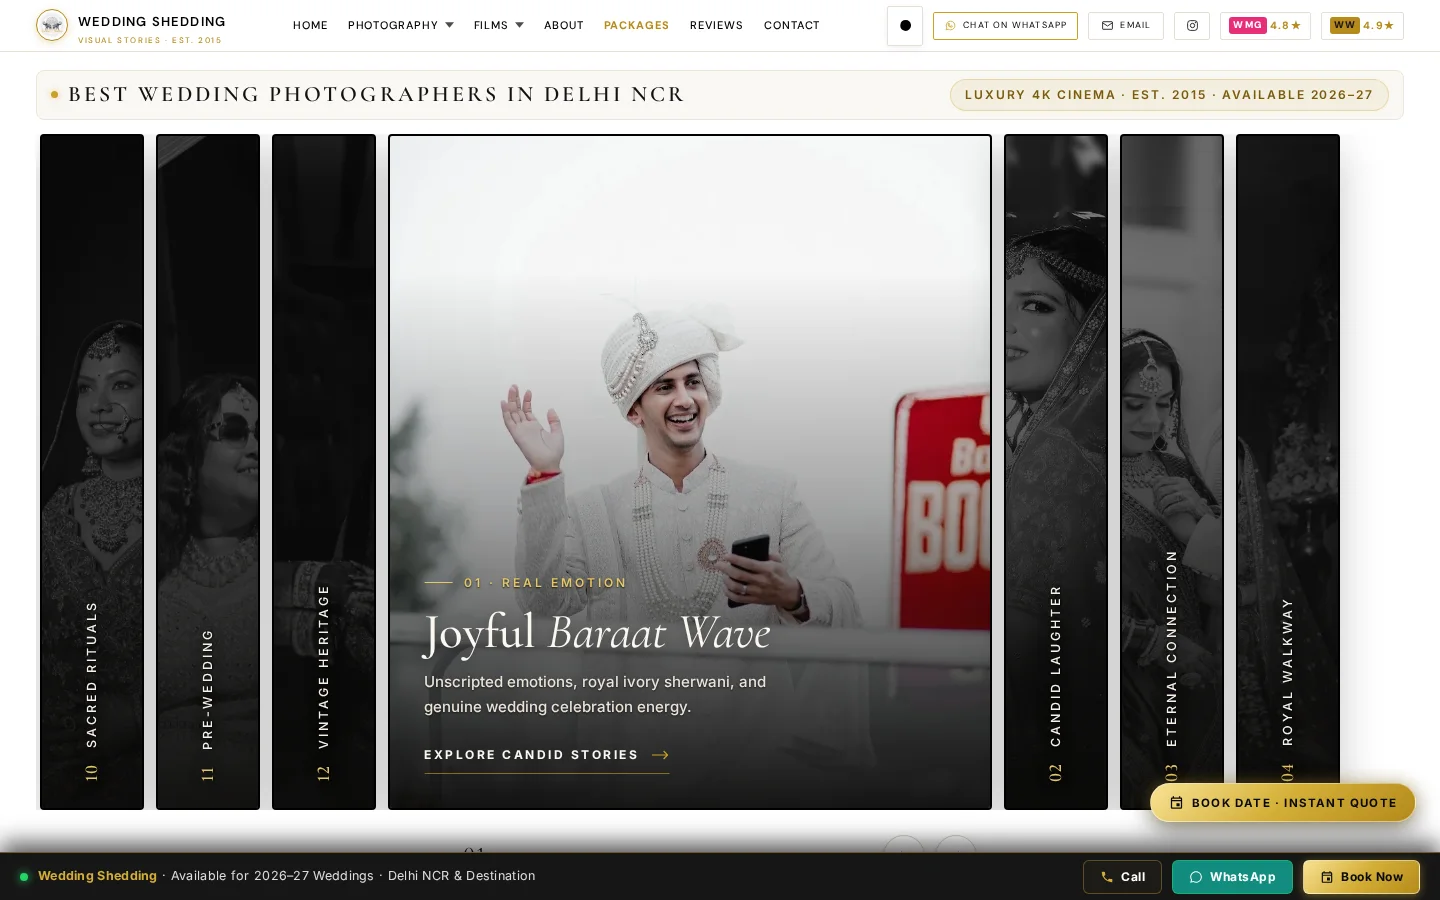 WEDDING SHEDDING
VISUAL STORIES · EST. 2015
HOME
PHOTOGRAPHY
FILMS
ABOUT
PACKAGES
REVIEWS
CONTACT
CHAT ON WHATSAPP
EMAIL
WMG 4.8★
WW 4.9★
BEST WEDDING PHOTOGRAPHERS IN DELHI NCR
LUXURY 4K CINEMA · EST. 2015 · AVAILABLE 2026–27
10 SACRED RITUALS
11 PRE-WEDDING
12 VINTAGE HERITAGE
01 · REAL EMOTION
Joyful Baraat Wave
Unscripted emotions, royal ivory sherwani, and
genuine wedding celebration energy.
EXPLORE CANDID STORIES
02 CANDID LAUGHTER
03 ETERNAL CONNECTION
04 ROYAL WALKWAY
BOOK DATE · INSTANT QUOTE
Wedding Shedding · Available for 2026–27 Weddings · Delhi NCR & Destination
Call
WhatsApp
Book Now